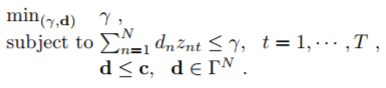 min_(γ,d) γ ,
subject to ∑_{n=1}^{N} d_n z_{nt} ≤ γ, t = 1, ⋯ , T ,
d ≤ c, d ∈ Γ^N .